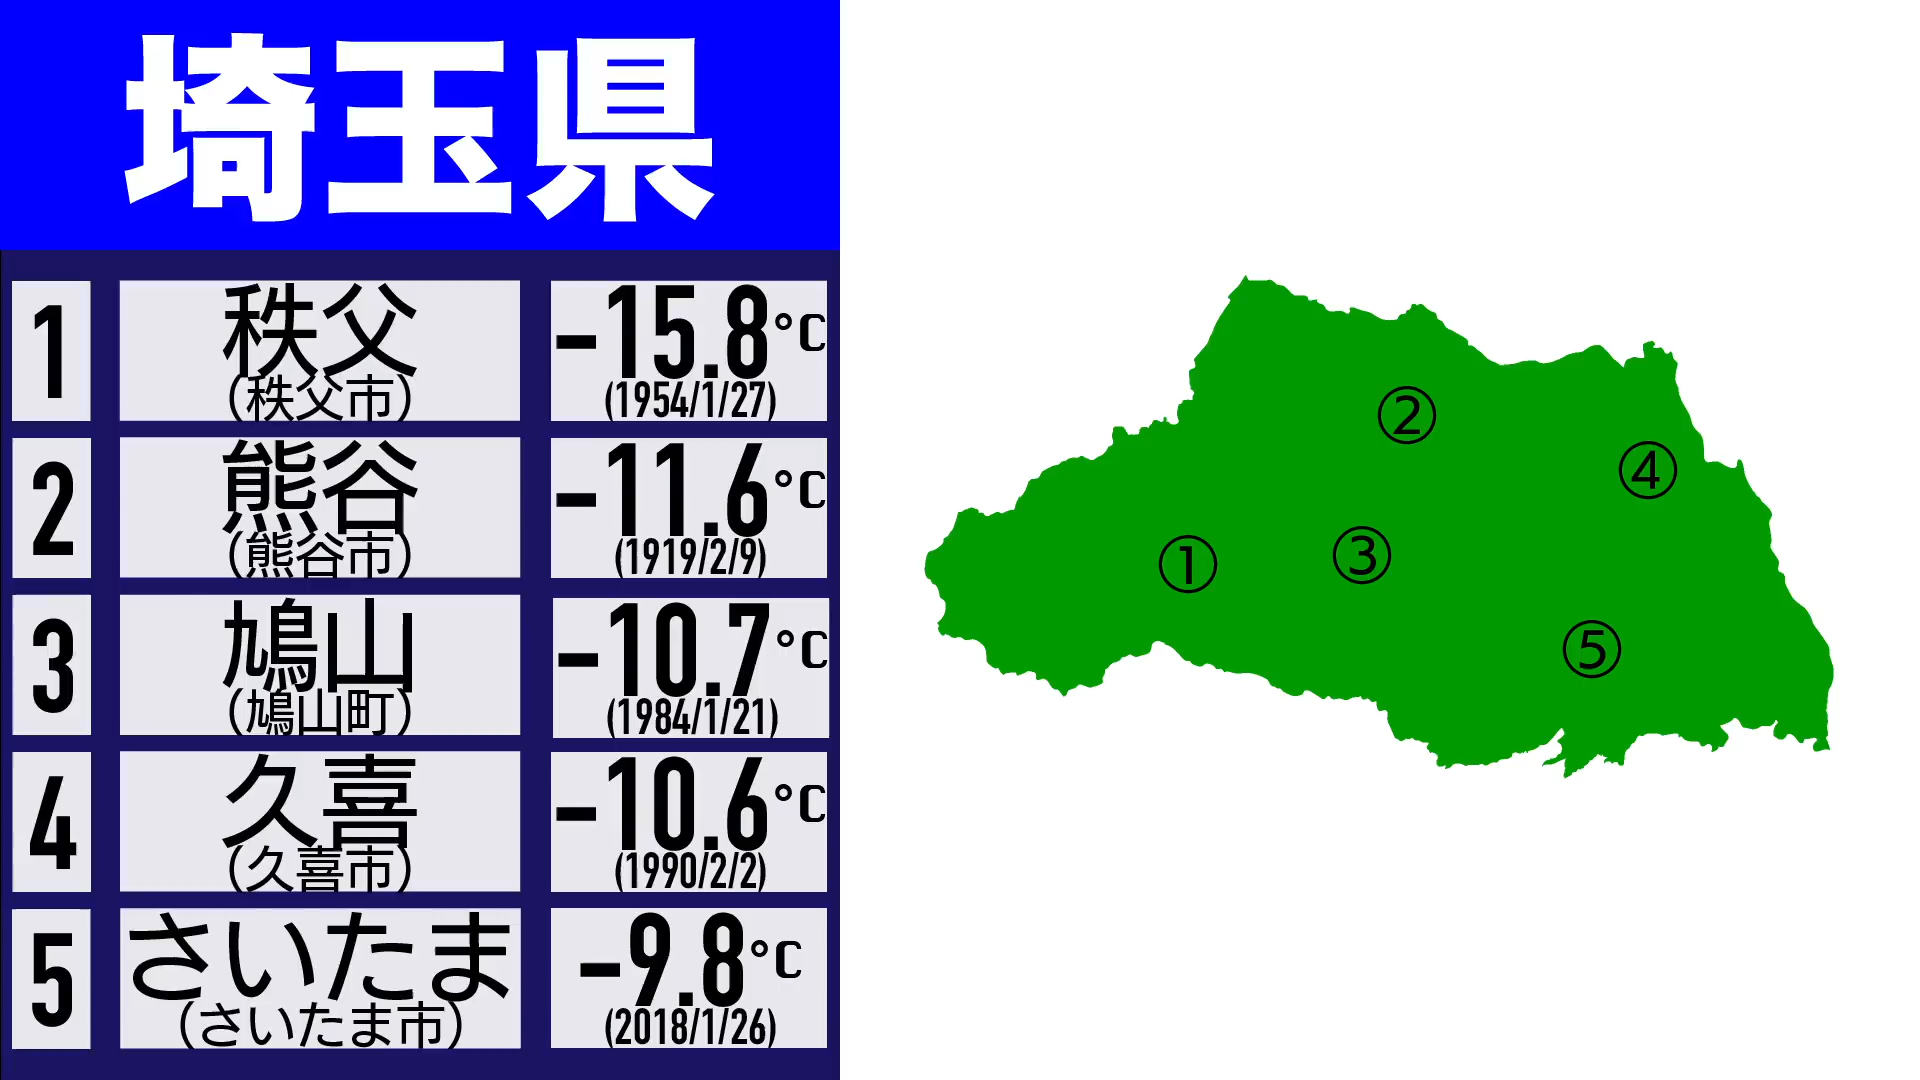 埼玉県
1 秩父 -15.8℃
(秩父市) (1954/1/27)
2 熊谷 -11.6℃
(熊谷市) (1919/2/9)
3 鳩山 -10.7℃
(鳩山町) (1984/1/21)
4 久喜 -10.6℃
(久喜市) (1990/2/2)
5 さいたま -9.8℃
(さいたま市) (2018/1/26)
②
④
①
③
⑤